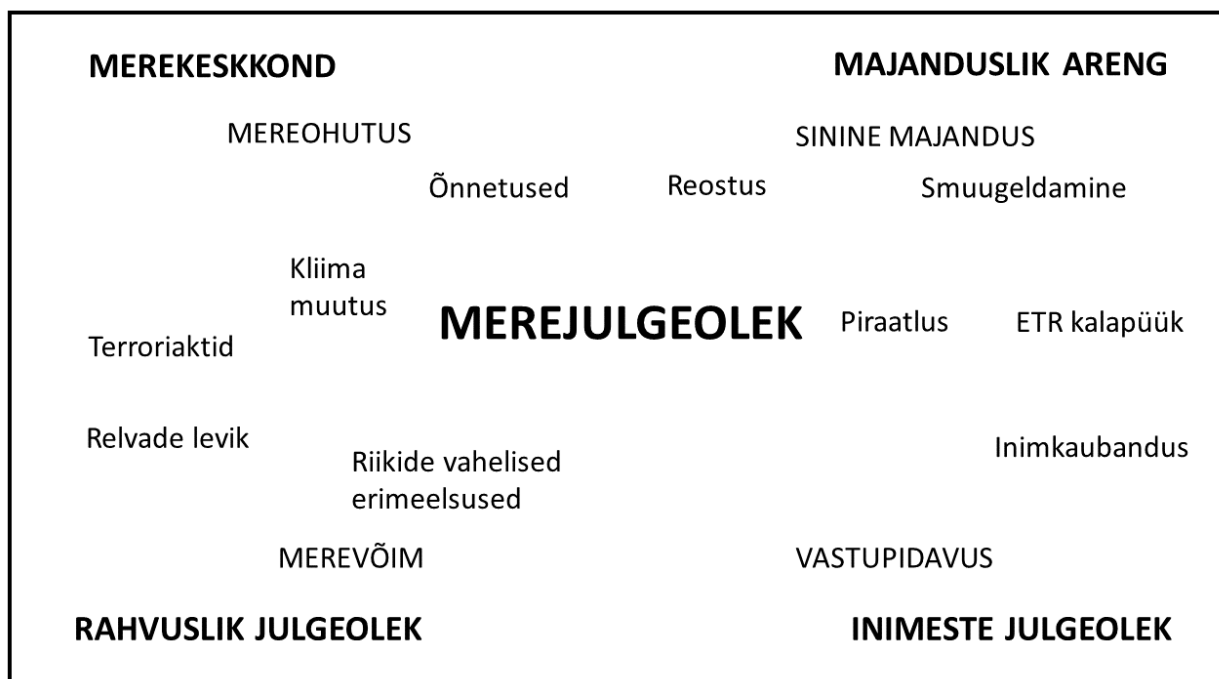 MEREKESKKOND
MAJANDUSLIK ARENG
MEREOHUTUS
SININE MAJANDUS
Õnnetused
Reostus
Smuugeldamine
Kliima
muutus
MEREJULGEOLEK
Piraatlus
ETR kalapüük
Terroriaktid
Relvade levik
Riikide vahelised
erimeelsused
Inimkaubandus
MEREVÕIM
VASTUPIDAVUS
RAHVUSLIK JULGEOLEK
INIMESTE JULGEOLEK